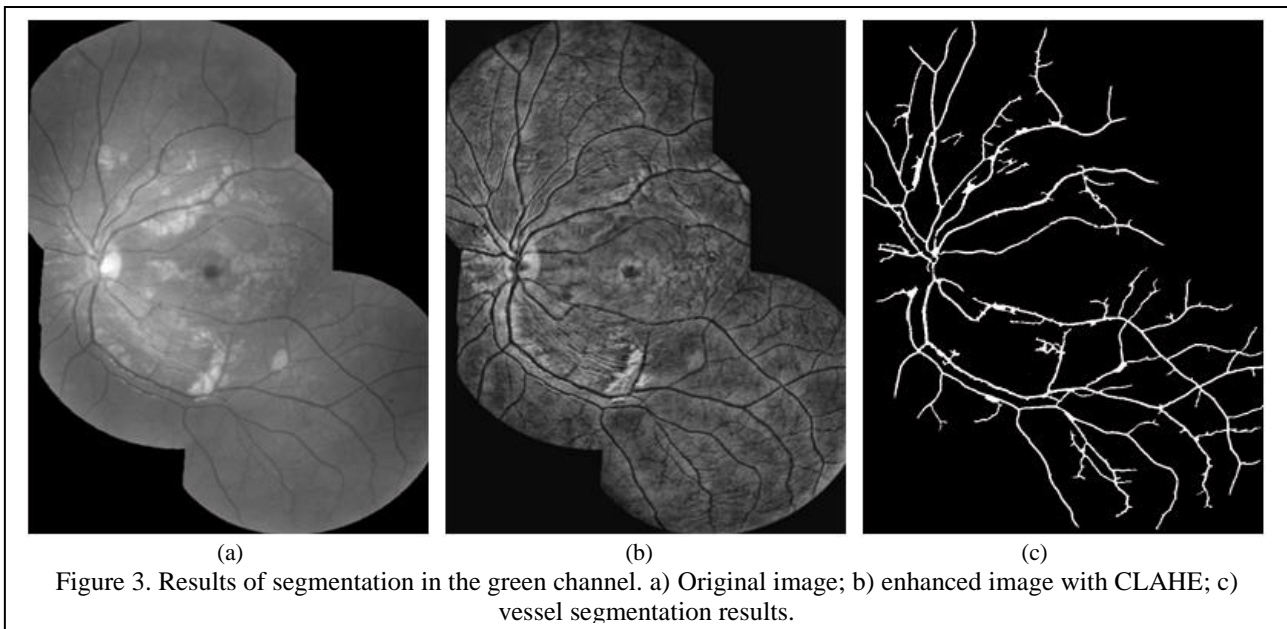 (a)
(b)
(c)
Figure 3. Results of segmentation in the green channel. a) Original image; b) enhanced image with CLAHE; c)
vessel segmentation results.